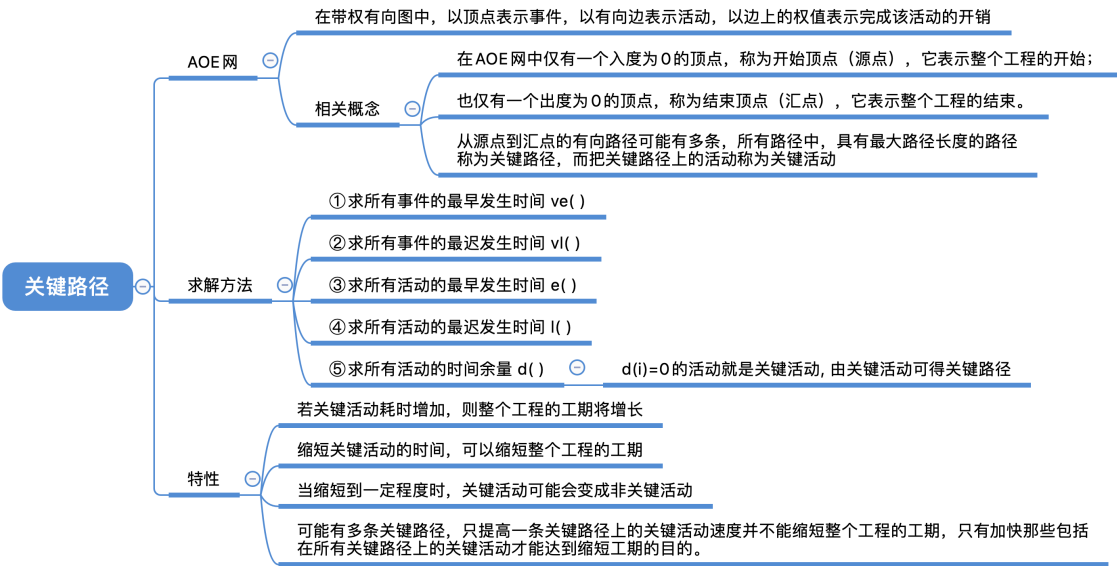 关键路径
AOE网
在带权有向图中，以顶点表示事件，以有向边表示活动，以边上的权值表示完成该活动的开销
相关概念
在AOE网中仅有一个入度为0的顶点，称为开始顶点（源点），它表示整个工程的开始；
也仅有一个出度为0的顶点，称为结束顶点（汇点），它表示整个工程的结束。
从源点到汇点的有向路径可能有多条，所有路径中，具有最大路径长度的路径
称为关键路径，而把关键路径上的活动称为关键活动
求解方法
①求所有事件的最早发生时间 ve( )
②求所有事件的最迟发生时间 vl( )
③求所有活动的最早发生时间 e( )
④求所有活动的最迟发生时间 l( )
⑤求所有活动的时间余量 d( )
d(i)=0的活动就是关键活动, 由关键活动可得关键路径
特性
若关键活动耗时增加，则整个工程的工期将增长
缩短关键活动的时间，可以缩短整个工程的工期
当缩短到一定程度时，关键活动可能会变成非关键活动
可能有多条关键路径，只提高一条关键路径上的关键活动速度并不能缩短整个工程的工期，只有加快那些包括
在所有关键路径上的关键活动才能达到缩短工期的目的。